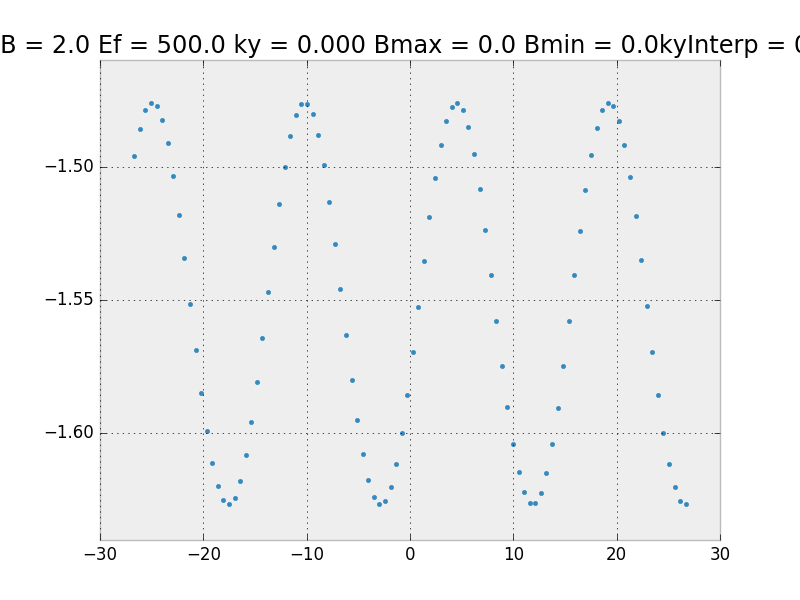 B = 2.0 Ef = 500.0 ky = 0.000 Bmax = 0.0 Bmin = 0.0kyInterp = 0
−1.50
−1.55
−1.60
−30 −20 −10 0 10 20 30